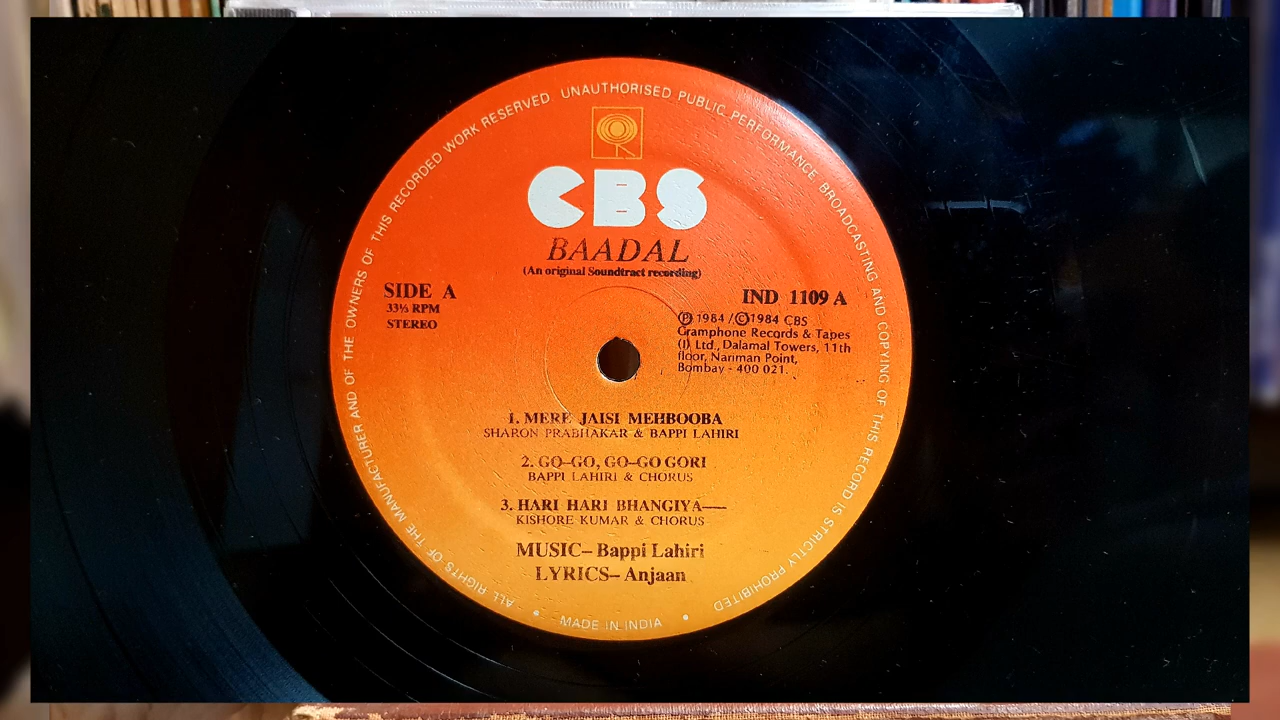 ALL RIGHTS OF THE MANUFACTURER AND OF THE OWNERS OF THIS RECORDED WORK RESERVED. UNAUTHORISED PUBLIC PERFORMANCE BROADCASTING AND COPYING OF THIS RECORD IS STRICTLY PROHIBITED
CBS
BAADAL
(An original Soundtract recording)
SIDE A
33⅓ RPM
STEREO
IND 1109 A
Ⓟ 1984 / © 1984 CBS
Gramphone Records & Tapes
(I) Ltd., Dalamal Towers, 11th
floor, Nariman Point,
Bombay - 400 021.
1. MERE JAISI MEHBOOBA
SHARON PRABHAKAR & BAPPI LAHIRI
2. GO–GO, GO–GO GORI
BAPPI LAHIRI & CHORUS
3. HARI HARI BHANGIYA—
KISHORE KUMAR & CHORUS
MUSIC– Bappi Lahiri
LYRICS– Anjaan
• MADE IN INDIA •